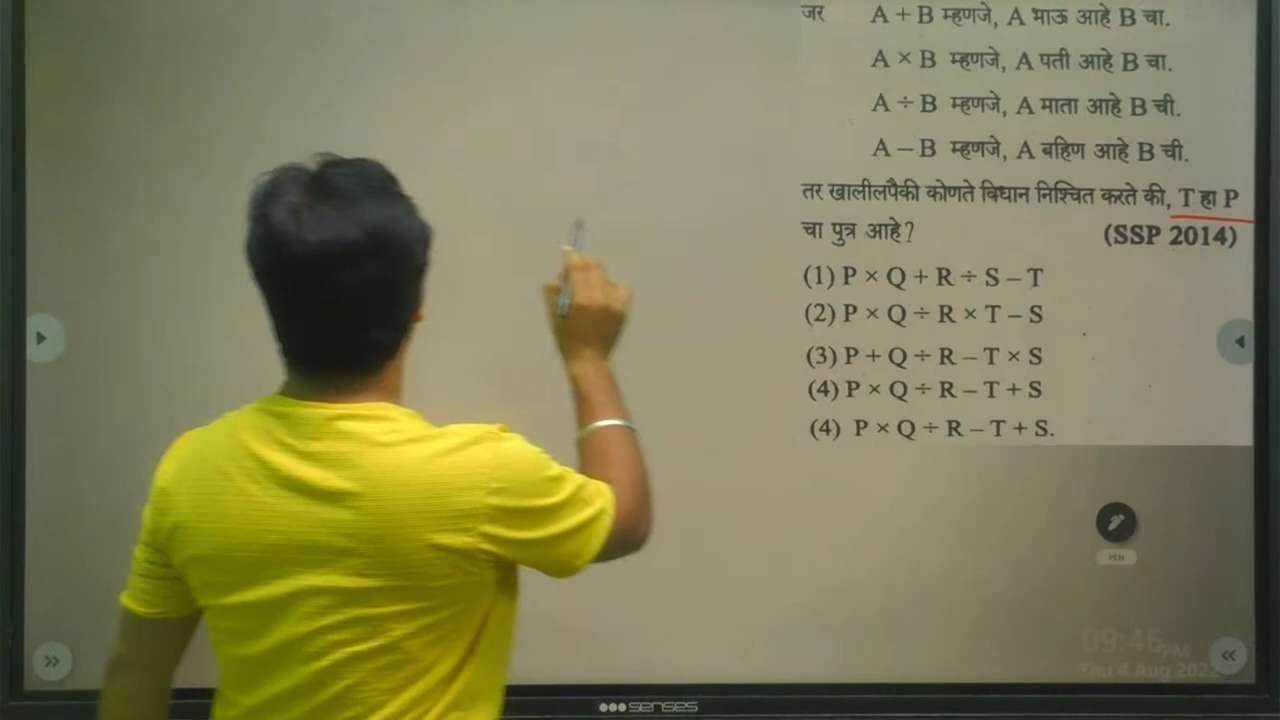 जर A + B म्हणजे, A भाऊ आहे B चा.
A × B म्हणजे, A पती आहे B चा.
A ÷ B म्हणजे, A माता आहे B ची.
A – B म्हणजे, A बहिण आहे B ची.
तर खालीलपैकी कोणते विधान निश्चित करते की, T हा P
चा पुत्र आहे? (SSP 2014)
(1) P × Q + R ÷ S – T
(2) P × Q ÷ R × T – S
(3) P + Q ÷ R – T × S
(4) P × Q ÷ R – T + S
(4) P × Q ÷ R – T + S.
PEN
09:46PM
Thu 4 Aug 2022
senses